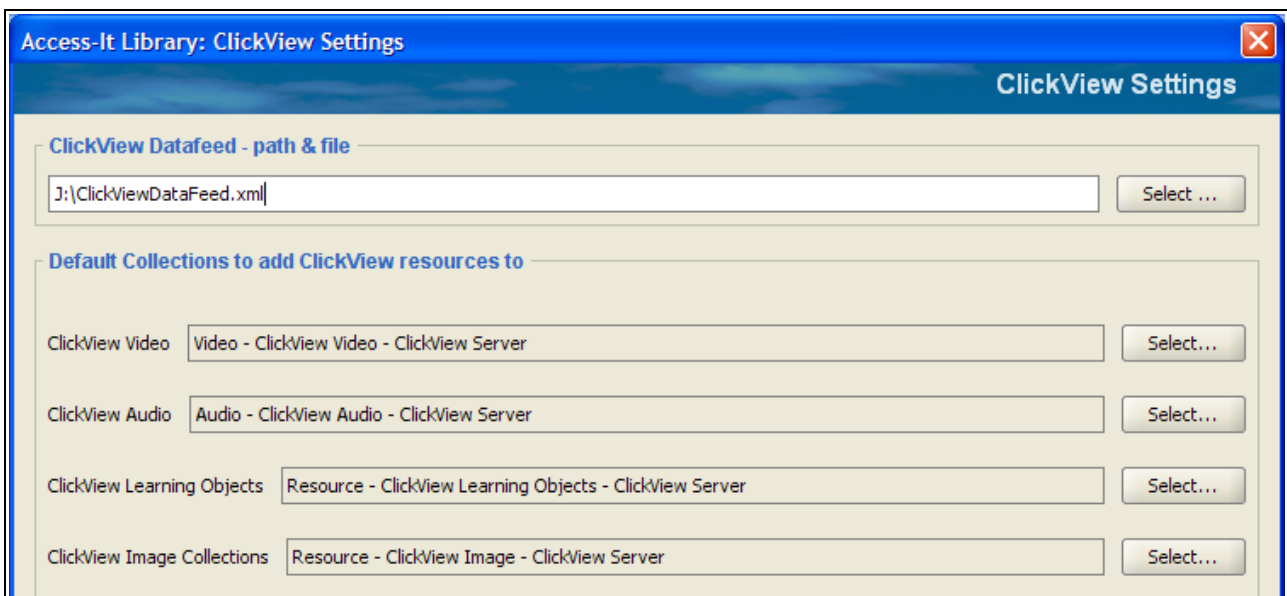 Access-It Library: ClickView Settings
ClickView Settings
ClickView Datafeed - path & file
J:\ClickViewDataFeed.xml
Select ...
Default Collections to add ClickView resources to
ClickView Video
Video - ClickView Video - ClickView Server
Select...
ClickView Audio
Audio - ClickView Audio - ClickView Server
Select...
ClickView Learning Objects
Resource - ClickView Learning Objects - ClickView Server
Select...
ClickView Image Collections
Resource - ClickView Image - ClickView Server
Select...